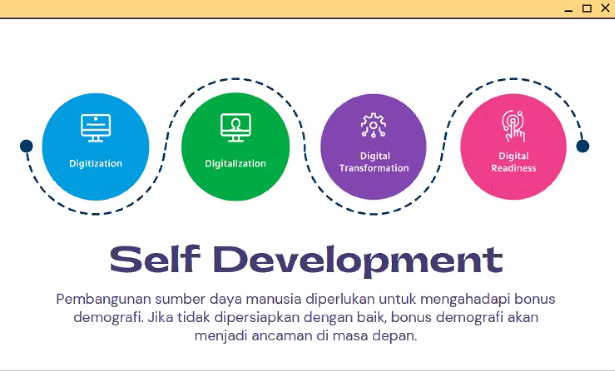 Digitization
Digitalization
Digital
Transformation
Digital
Readiness
Self Development
Pembangunan sumber daya manusia diperlukan untuk mengahadapi bonus
demografi. Jika tidak dipersiapkan dengan baik, bonus demografi akan
menjadi ancaman di masa depan.